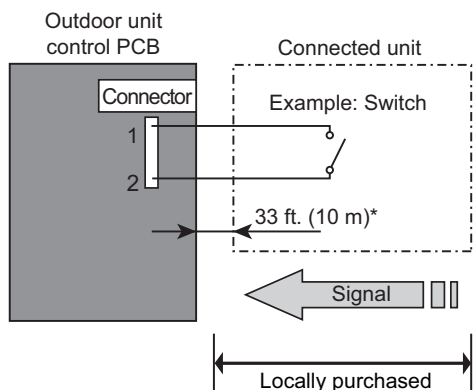 Outdoor unit
control PCB
Connected unit
Connector
Example: Switch
1
2
33 ft. (10 m)*
Signal
Locally purchased